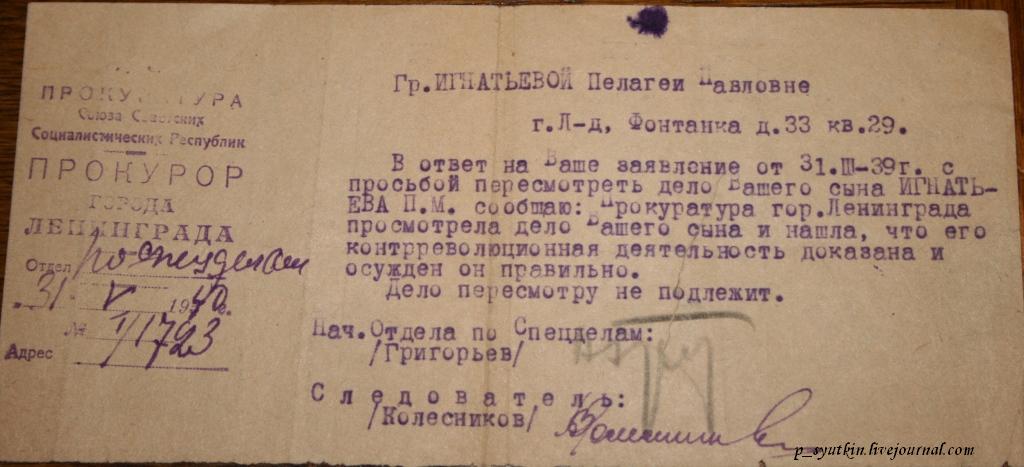 ПРОКУРАТУРА
Союза Советских
Социалистических Республик
ПРОКУРОР
ГОРОДА
ЛЕНИНГРАДА
Отдел по спецделам
31 V 1940г.
№ 1/1723
Адрес
Гр.ИГНАТЬЕВОЙ Пелагеи Павловне
г.Л-д, Фонтанка д.33 кв.29.
В ответ на Ваше заявление от 31.III-39г. с
просьбой пересмотреть дело Вашего сына ИГНАТЬ-
ЕВА П.М. сообщаю: Прокуратура гор.Ленинграда
просмотрела дело Вашего сына и нашла, что его
контрреволюционная деятельность доказана и
осужден он правильно.
Дело пересмотру не подлежит.
Нач.Отдела по Спецделам:
/Григорьев/
Следователь:
/Колесников/
p_syutkin.livejournal.com